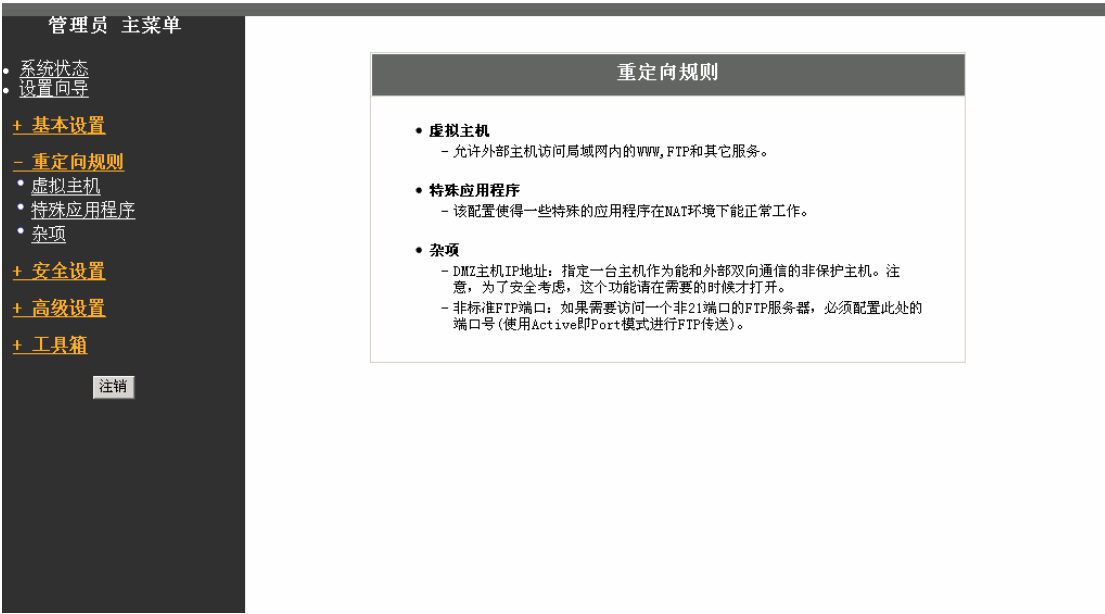 管理员 主菜单
系统状态
设置向导
+ 基本设置
- 重定向规则
虚拟主机
特殊应用程序
杂项
+ 安全设置
+ 高级设置
+ 工具箱
注销
重定向规则
虚拟主机
- 允许外部主机访问局域网内的WWW,FTP和其它服务。
特殊应用程序
- 该配置使得一些特殊的应用程序在NAT环境下能正常工作。
杂项
- DMZ主机IP地址: 指定一台主机作为能和外部双向通信的非保护主机。注
意,为了安全考虑,这个功能请在需要的时候才打开。
- 非标准FTP端口: 如果需要访问一个非21端口的FTP服务器,必须配置此处的
端口号(使用Active即Port模式进行FTP传送)。